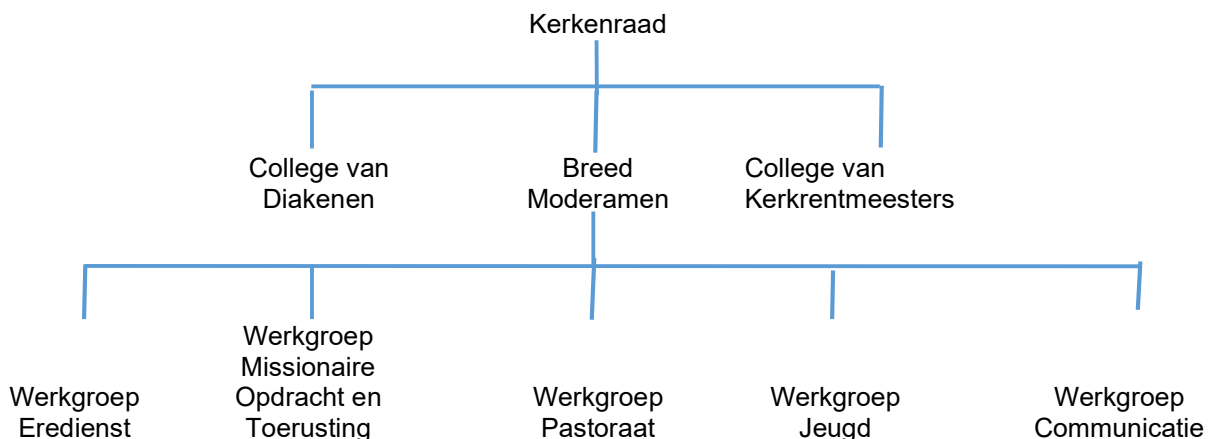 Kerkenraad
College van
Diakenen
Breed
Moderamen
College van
Kerkrentmeesters
Werkgroep
Eredienst
Werkgroep
Missionaire
Opdracht en
Toerusting
Werkgroep
Pastoraat
Werkgroep
Jeugd
Werkgroep
Communicatie